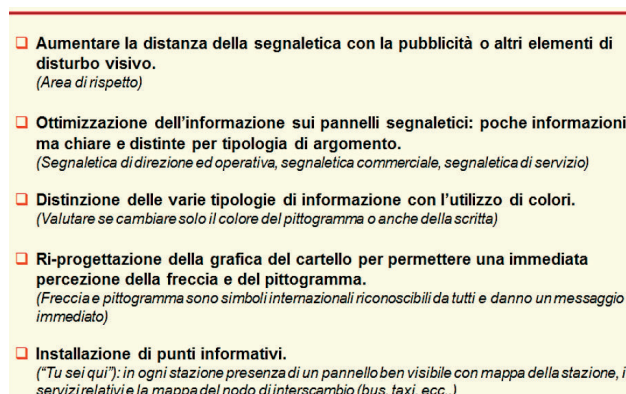 Aumentare la distanza della segnaletica con la pubblicità o altri elementi di
disturbo visivo.
(Area di rispetto)
Ottimizzazione dell'informazione sui pannelli segnaletici: poche informazioni
ma chiare e distinte per tipologia di argomento.
(Segnaletica di direzione ed operativa, segnaletica commerciale, segnaletica di servizio)
Distinzione delle varie tipologie di informazione con l'utilizzo di colori.
(Valutare se cambiare solo il colore del pittogramma o anche della scritta)
Ri-progettazione della grafica del cartello per permettere una immediata
percezione della freccia e del pittogramma.
(Freccia e pittogramma sono simboli internazionali riconoscibili da tutti e danno un messaggio
immediato)
Installazione di punti informativi.
("Tu sei qui"): in ogni stazione presenza di un pannello ben visibile con mappa della stazione, i
servizi relativi e la mappa del nodo di interscambio (bus, taxi, ecc..)